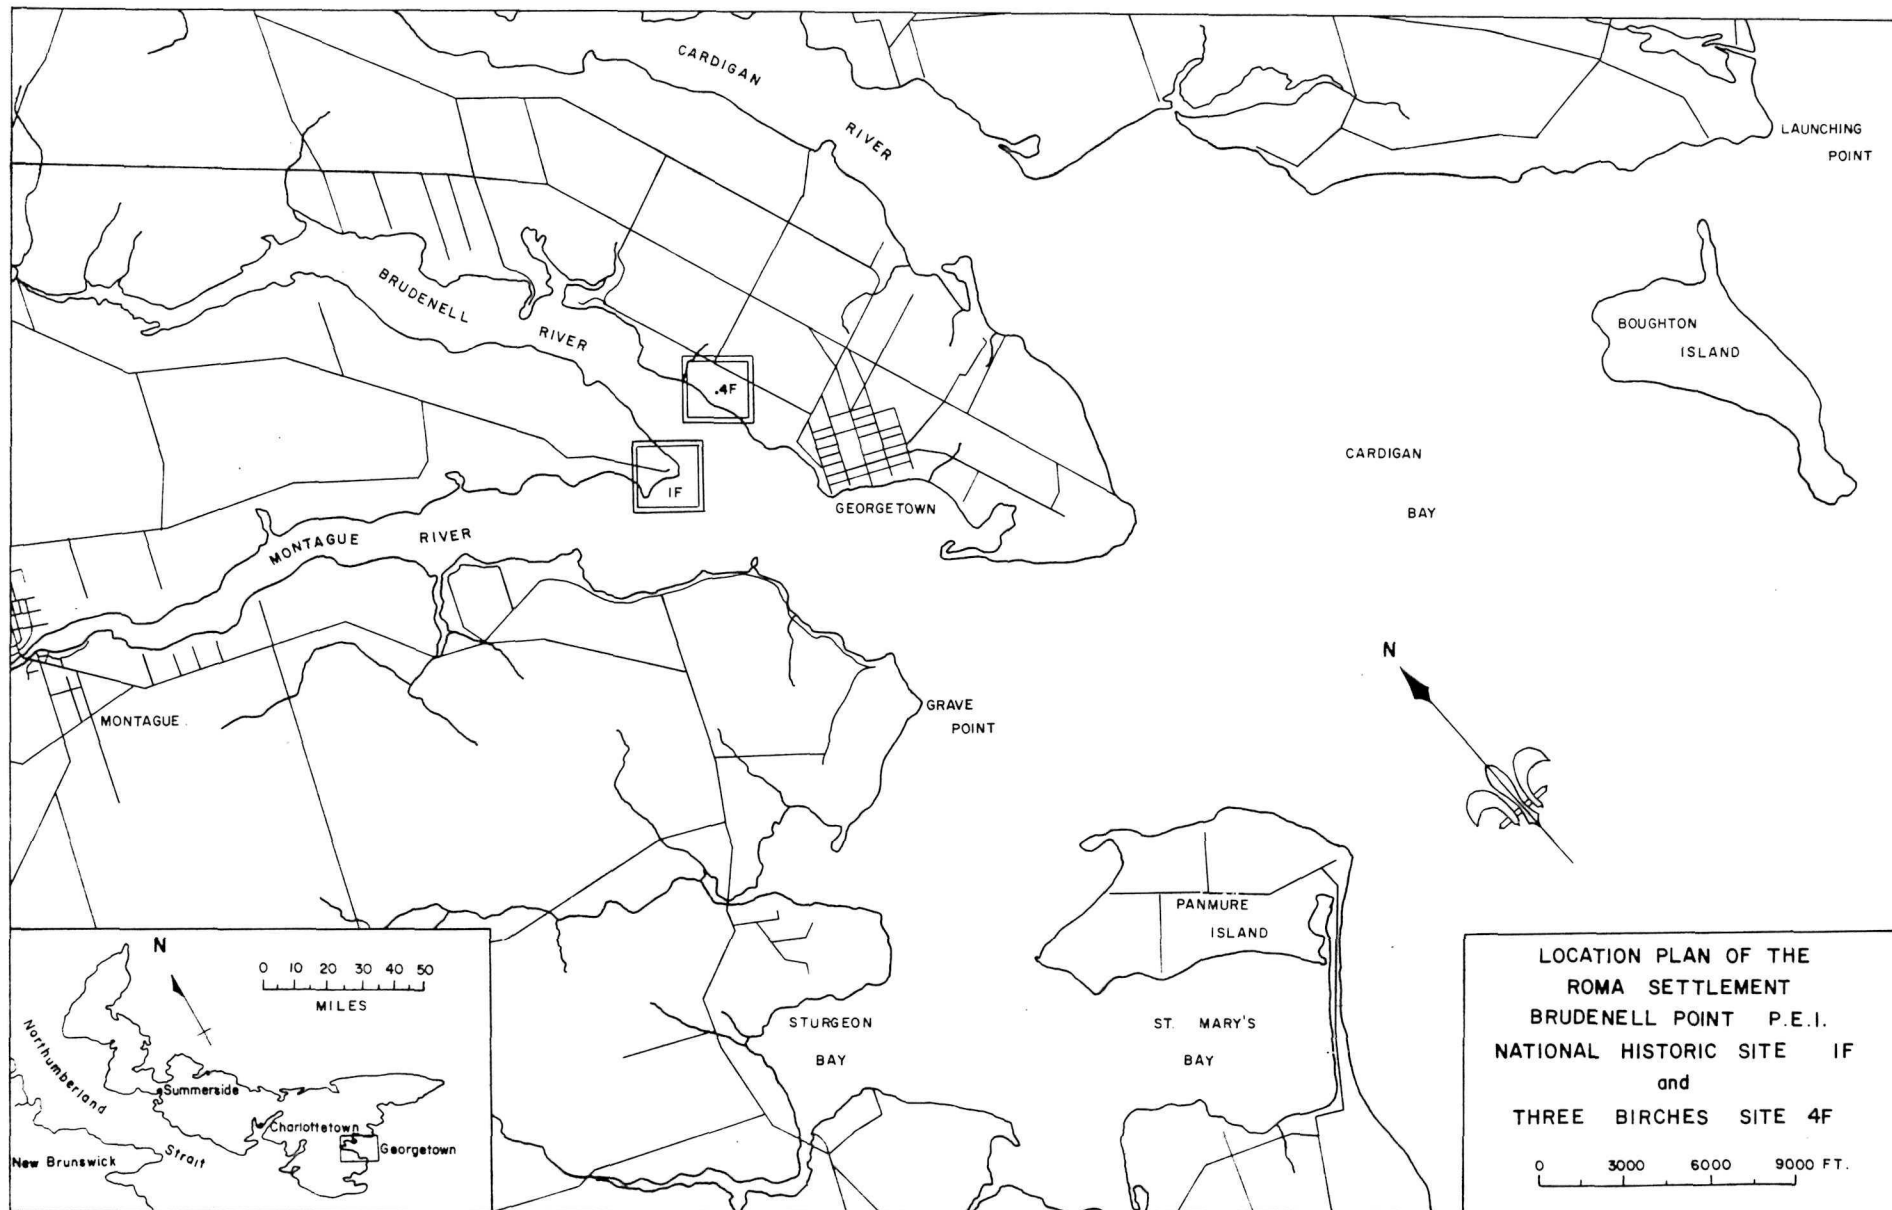 CARDIGAN
RIVER
LAUNCHING
POINT
BRUDENELL
RIVER
BOUGHTON
ISLAND
.4F
1F
CARDIGAN
BAY
GEORGETOWN
MONTAGUE RIVER
N
MONTAGUE
GRAVE
POINT
PANMURE
ISLAND
STURGEON
BAY
ST. MARY'S
BAY
N
0 10 20 30 40 50
MILES
Northumberland
Strait
Summerside
Charlottetown
Georgetown
New Brunswick
LOCATION PLAN OF THE
ROMA SETTLEMENT
BRUDENELL POINT P.E.I.
NATIONAL HISTORIC SITE 1F
and
THREE BIRCHES SITE 4F
0 3000 6000 9000 FT.